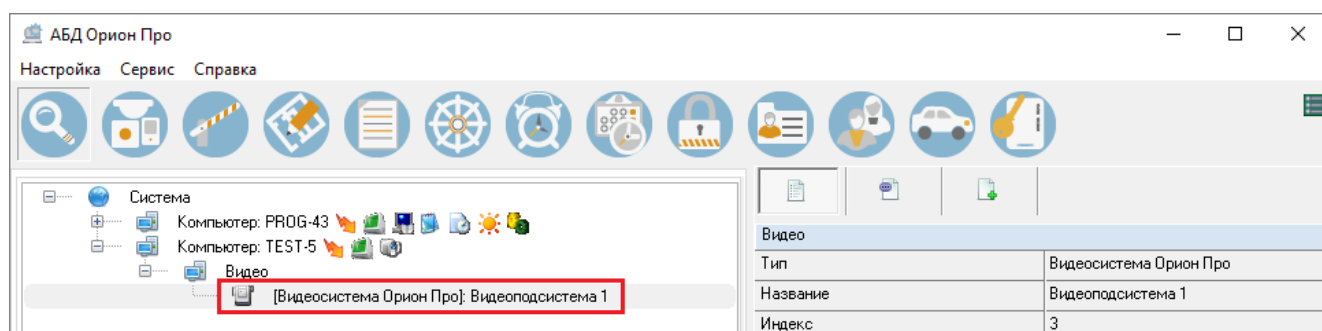 АБД Орион Про
Настройка Сервис Справка
Система
Компьютер: PROG-43
Компьютер: TEST-5
Видео
[Видеосистема Орион Про]: Видеоподсистема 1
Видео
Тип Видеосистема Орион Про
Название Видеоподсистема 1
Индекс 3